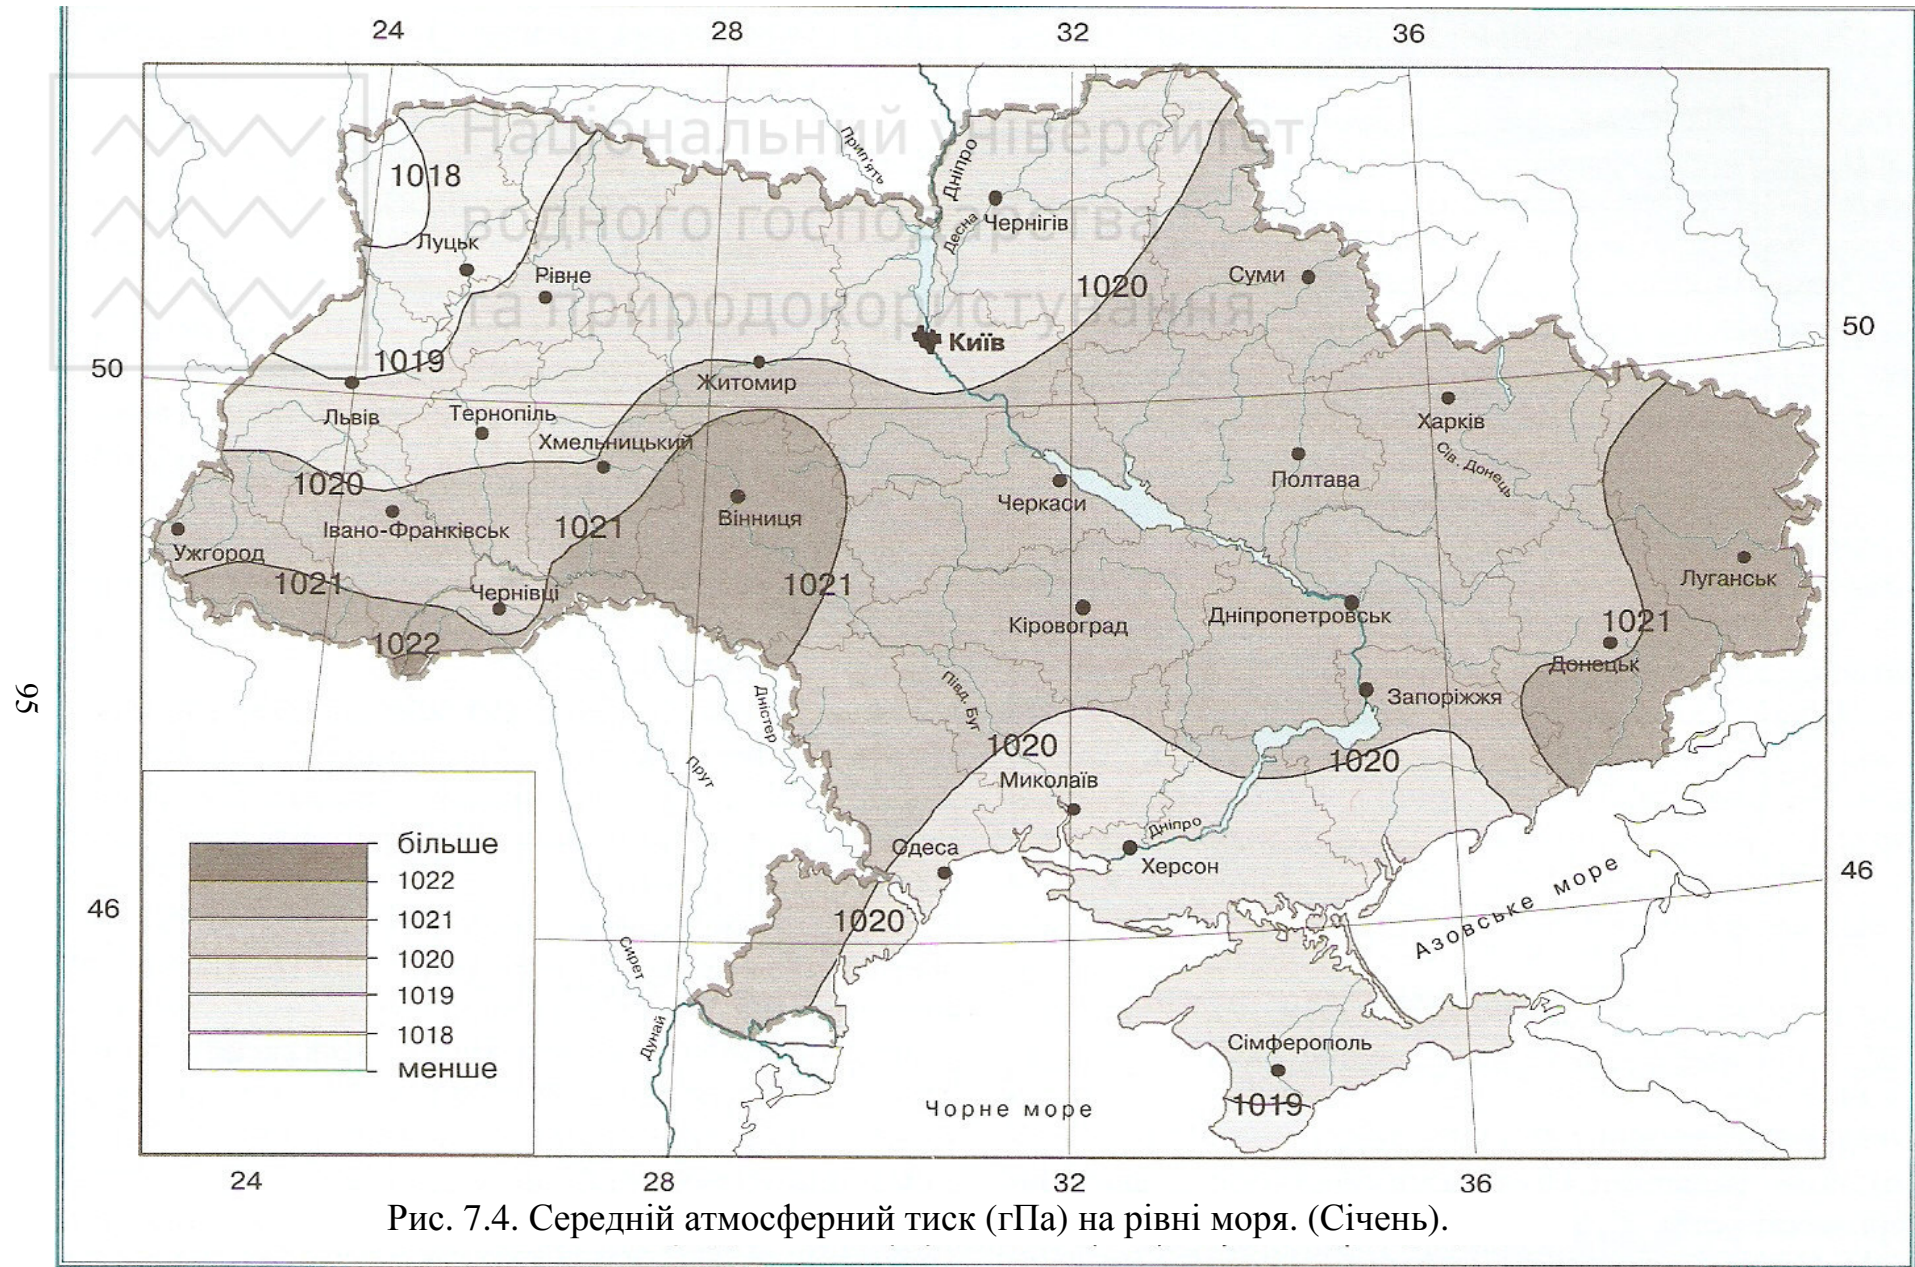 24 28 32 36
Національний університет
водного господарства
та природокористування
Прип'ять
Дніпро
Десна
1018
Чернігів
Луцьк
Рівне
1020
Суми
Київ
50
50
1019
Житомир
Львів
Тернопіль
Хмельницький
Харків
Сів. Донець
Полтава
1020
Черкаси
Івано-Франківськ
1021
Вінниця
Ужгород
1021
Чернівці
1021
Луганськ
Кіровоград
Дніпропетровськ
1021
1022
Донецьк
Півд. Буг
Дністер
Запоріжжя
95
1020
1020
Прут
Миколаїв
Дніпро
Одеса
Херсон
46
46
1020
Азовське море
Сирет
Дунай
Сімферополь
1019
Чорне море
більше
1022
1021
1020
1019
1018
менше
24 28 32 36
Рис. 7.4. Середній атмосферний тиск (гПа) на рівні моря. (Січень).